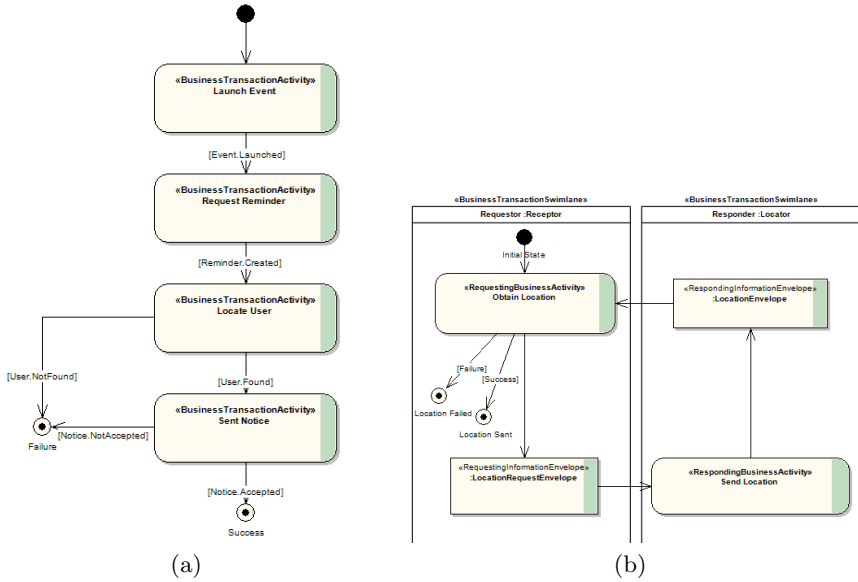 «BusinessTransactionActivity»
Launch Event
[Event.Launched]
«BusinessTransactionActivity»
Request Reminder
[Reminder.Created]
«BusinessTransactionActivity»
Locate User
[User.NotFound]
[User.Found]
«BusinessTransactionActivity»
Sent Notice
[Notice.NotAccepted]
Failure
[Notice.Accepted]
Success
(a)
«BusinessTransactionSwimlane»
Requestor :Receptor
Initial State
«RequestingBusinessActivity»
Obtain Location
[Failure]
[Success]
Location Failed
Location Sent
«RequestingInformationEnvelope»
:LocationRequestEnvelope
«BusinessTransactionSwimlane»
Responder :Locator
«RespondingInformationEnvelope»
:LocationEnvelope
«RespondingBusinessActivity»
Send Location
(b)